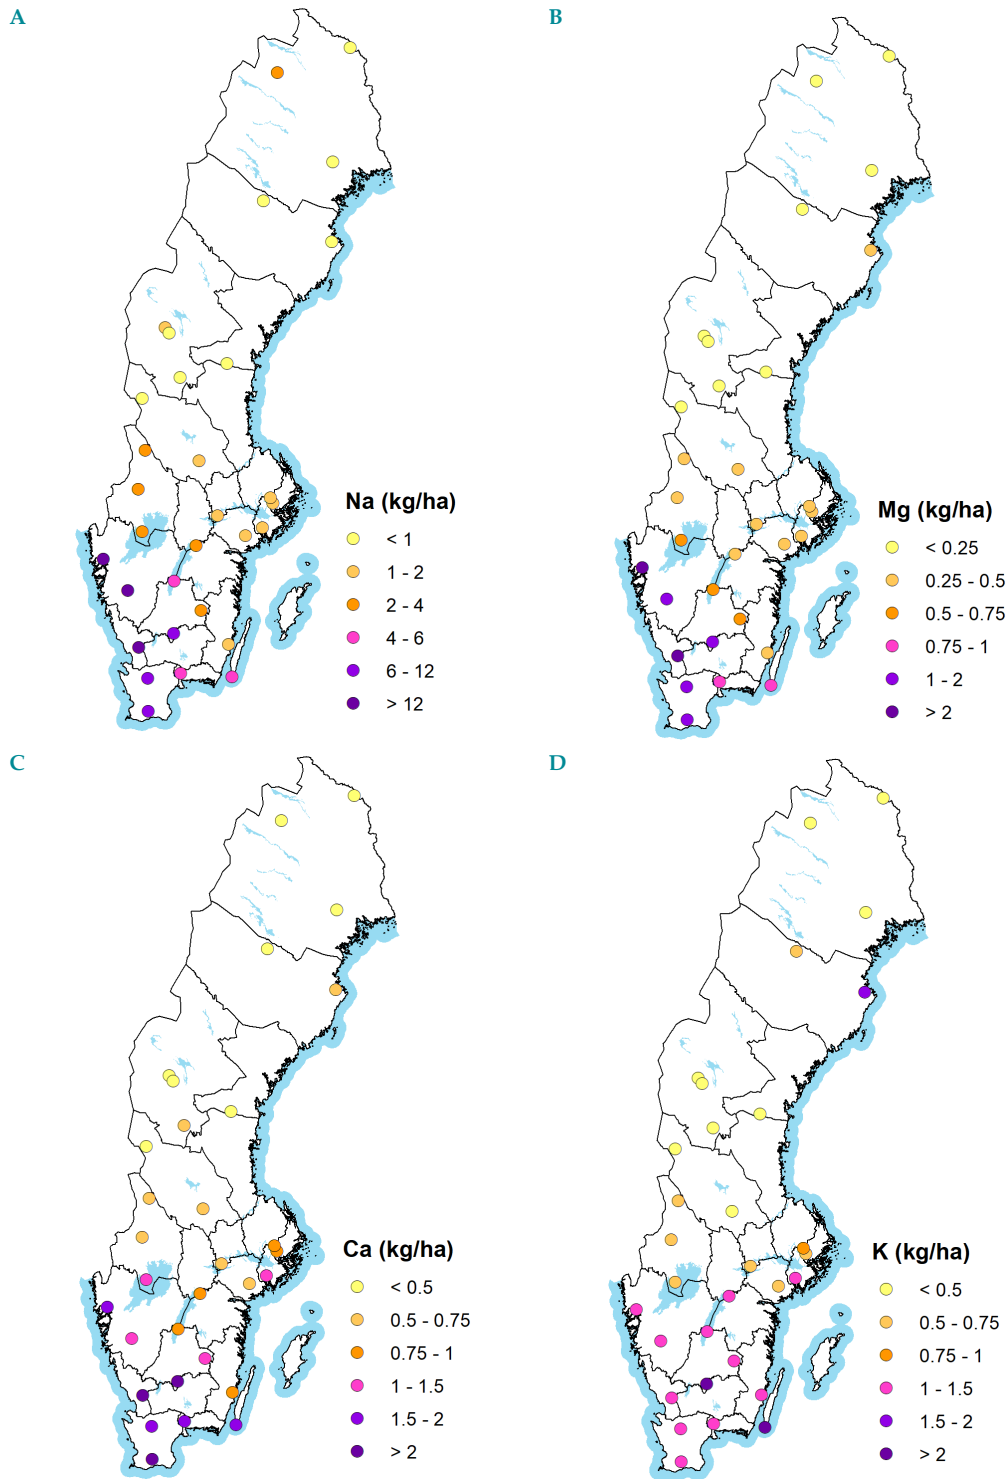 A
B
Na (kg/ha)
< 1
1 - 2
2 - 4
4 - 6
6 - 12
> 12
Mg (kg/ha)
< 0.25
0.25 - 0.5
0.5 - 0.75
0.75 - 1
1 - 2
> 2
C
D
Ca (kg/ha)
< 0.5
0.5 - 0.75
0.75 - 1
1 - 1.5
1.5 - 2
> 2
K (kg/ha)
< 0.5
0.5 - 0.75
0.75 - 1
1 - 1.5
1.5 - 2
> 2